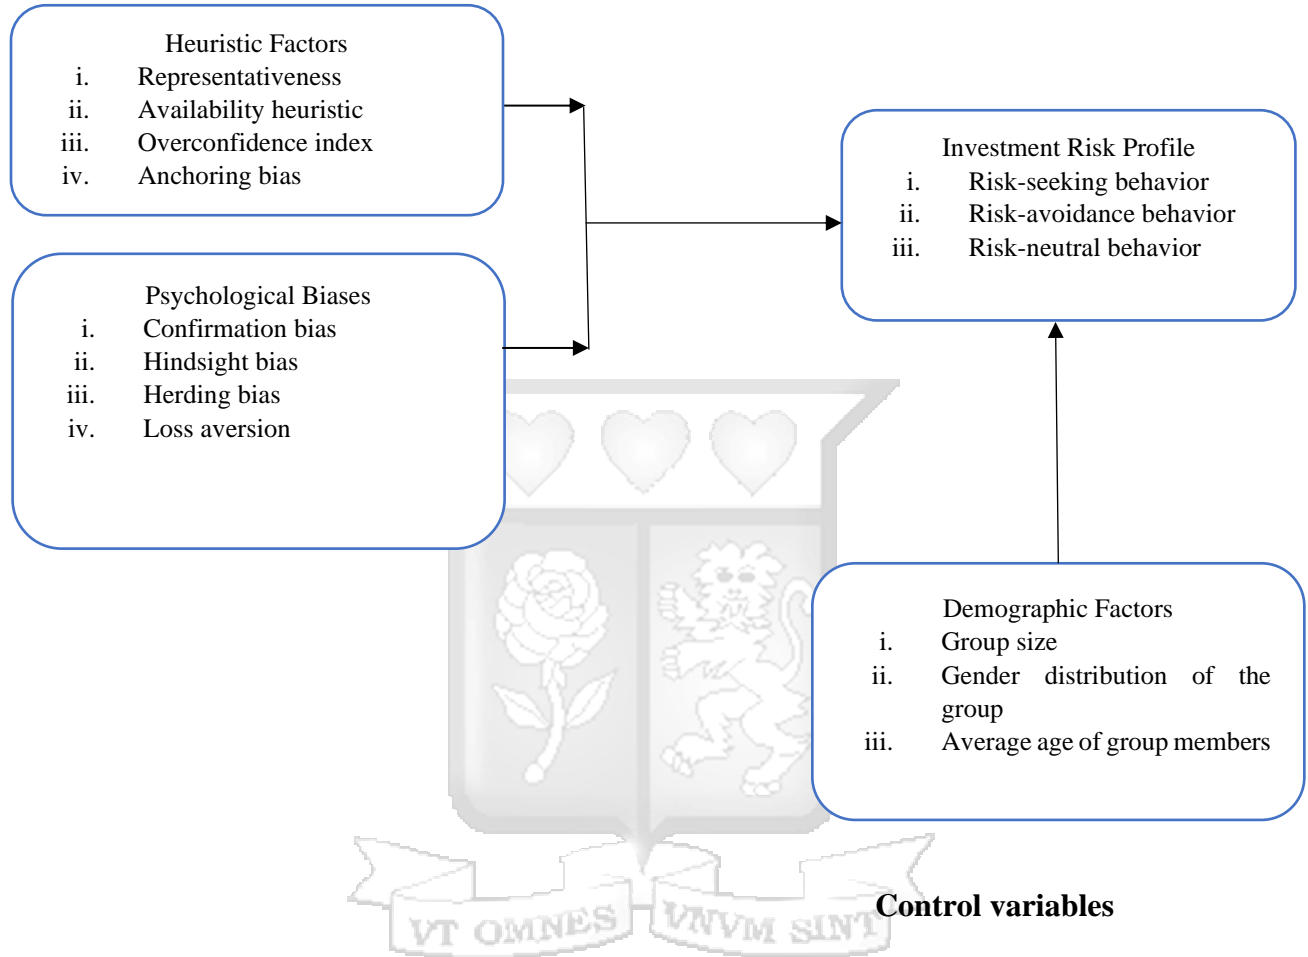 Heuristic Factors
i. Representativeness
ii. Availability heuristic
iii. Overconfidence index
iv. Anchoring bias
Psychological Biases
i. Confirmation bias
ii. Hindsight bias
iii. Herding bias
iv. Loss aversion
Investment Risk Profile
i. Risk-seeking behavior
ii. Risk-avoidance behavior
iii. Risk-neutral behavior
Demographic Factors
i. Group size
ii. Gender distribution of the
group
iii. Average age of group members
Control variables
VT OMNES VNVM SINT